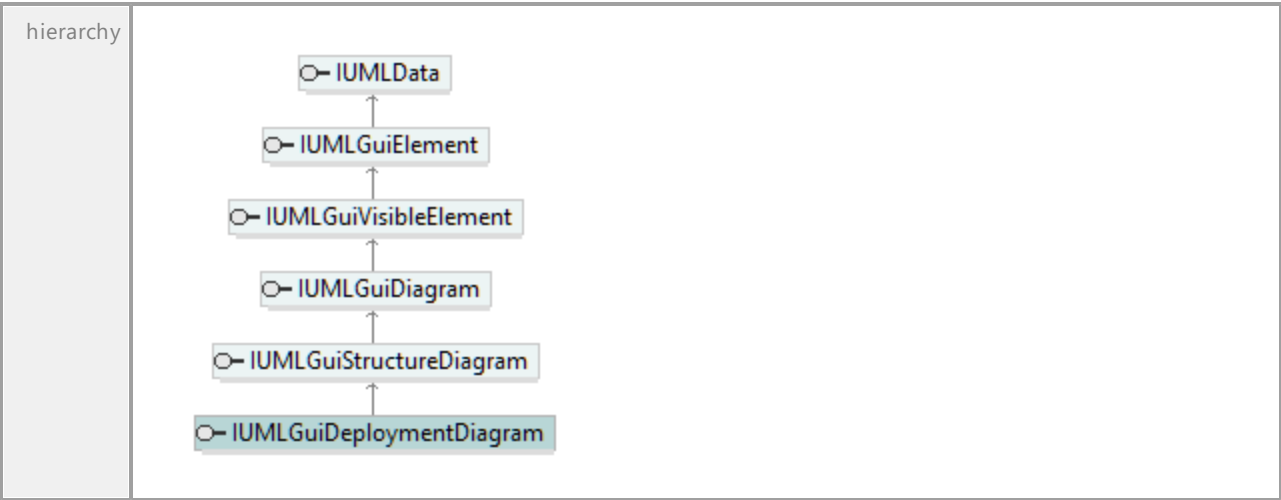 hierarchy
IUMLData
IUMLGuiElement
IUMLGuiVisibleElement
IUMLGuiDiagram
IUMLGuiStructureDiagram
IUMLGuiDeploymentDiagram